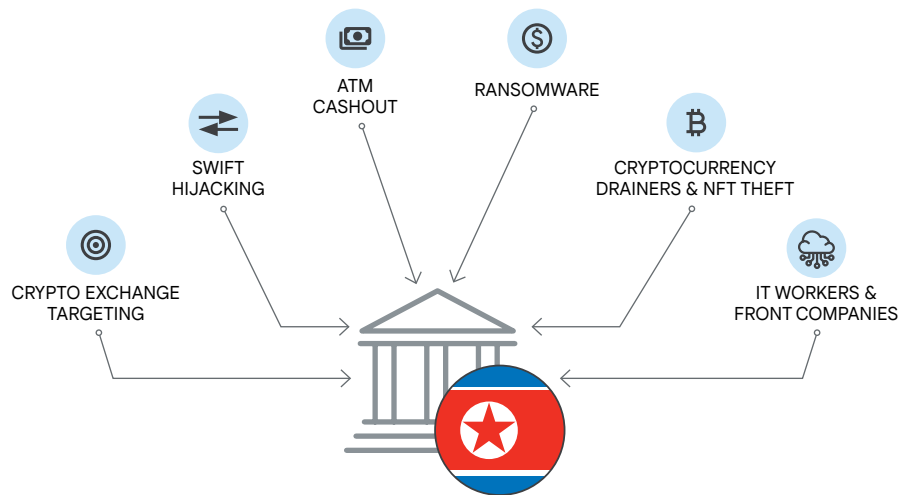 ATM
CASHOUT
RANSOMWARE
SWIFT
HIJACKING
CRYPTOCURRENCY
DRAINERS & NFT THEFT
CRYPTO EXCHANGE
TARGETING
IT WORKERS &
FRONT COMPANIES